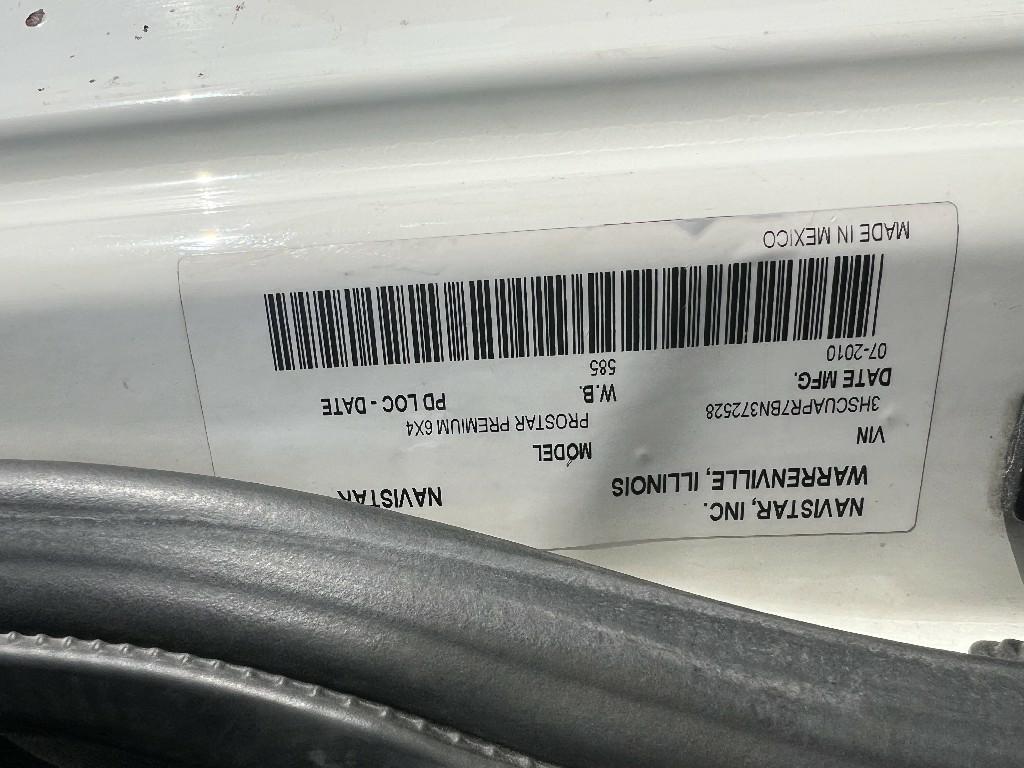 NAVISTAR, INC. NAVISTAR
WARRENVILLE, ILLINOIS
VIN MODEL
3HSCUAPR7BN372528 PROSTAR PREMIUM 6X4
DATE MFG. W.B. PD LOC - DATE
07-2010 585
MADE IN MEXICO